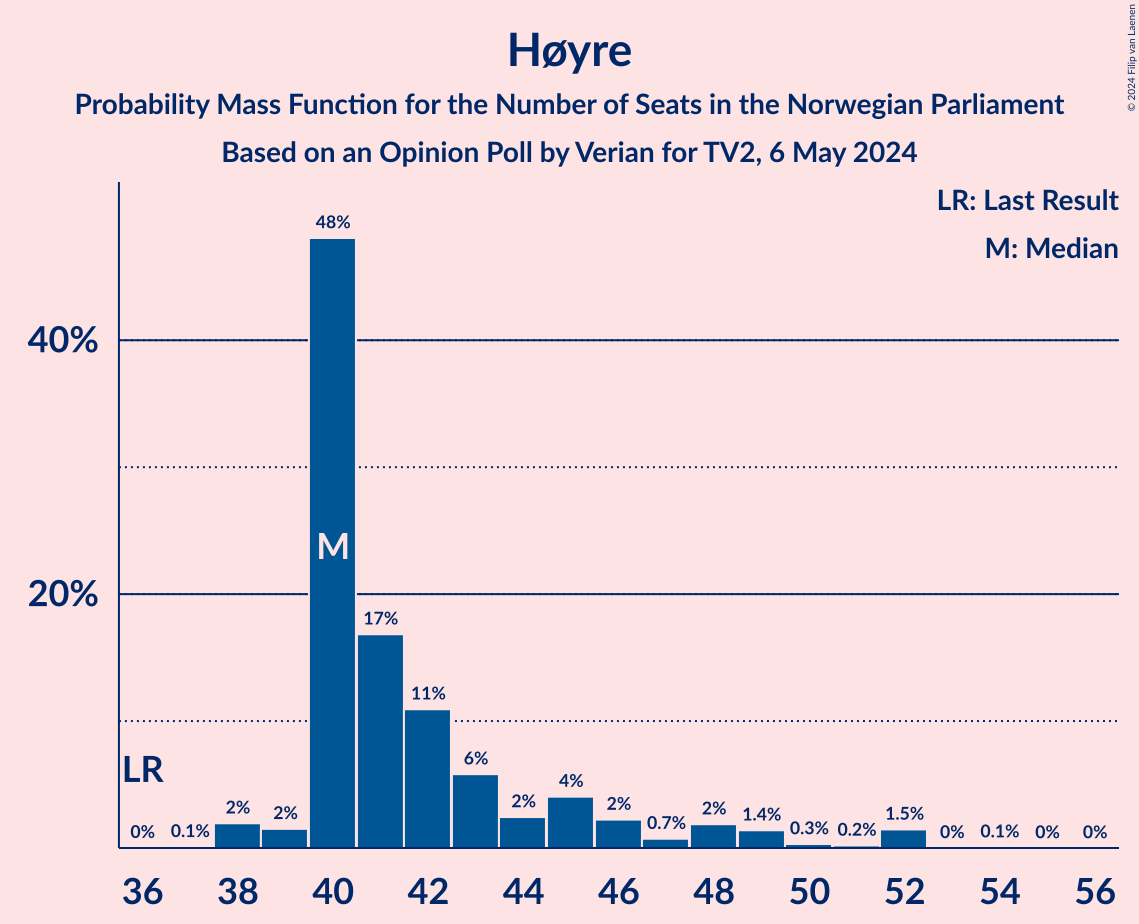 Høyre
Probability Mass Function for the Number of Seats in the Norwegian Parliament
Based on an Opinion Poll by Verian for TV2, 6 May 2024
© 2024 Filip van Laenen
LR: Last Result
M: Median
48%
40%
M
20%
17%
11%
LR
6%
0% 0.1% 2% 2% 2% 4% 2% 0.7% 2% 1.4% 0.3% 0.2% 1.5% 0% 0.1% 0% 0%
36 38 40 42 44 46 48 50 52 54 56